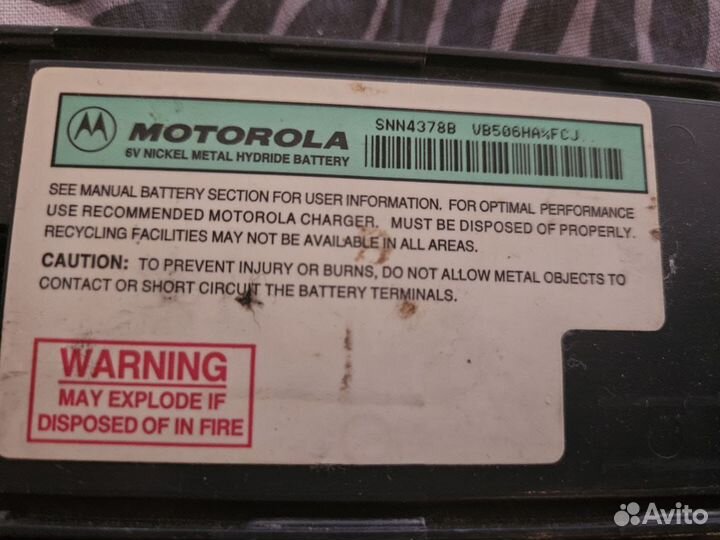 MOTOROLA
6V NICKEL METAL HYDRIDE BATTERY
SNN4378B VB506HA%FCJ..
SEE MANUAL BATTERY SECTION FOR USER INFORMATION. FOR OPTIMAL PERFORMANCE
USE RECOMMENDED MOTOROLA CHARGER. MUST BE DISPOSED OF PROPERLY.
RECYCLING FACILITIES MAY NOT BE AVAILABLE IN ALL AREAS.
CAUTION: TO PREVENT INJURY OR BURNS, DO NOT ALLOW METAL OBJECTS TO
CONTACT OR SHORT CIRCUIT THE BATTERY TERMINALS.
WARNING
MAY EXPLODE IF
DISPOSED OF IN FIRE
Avito